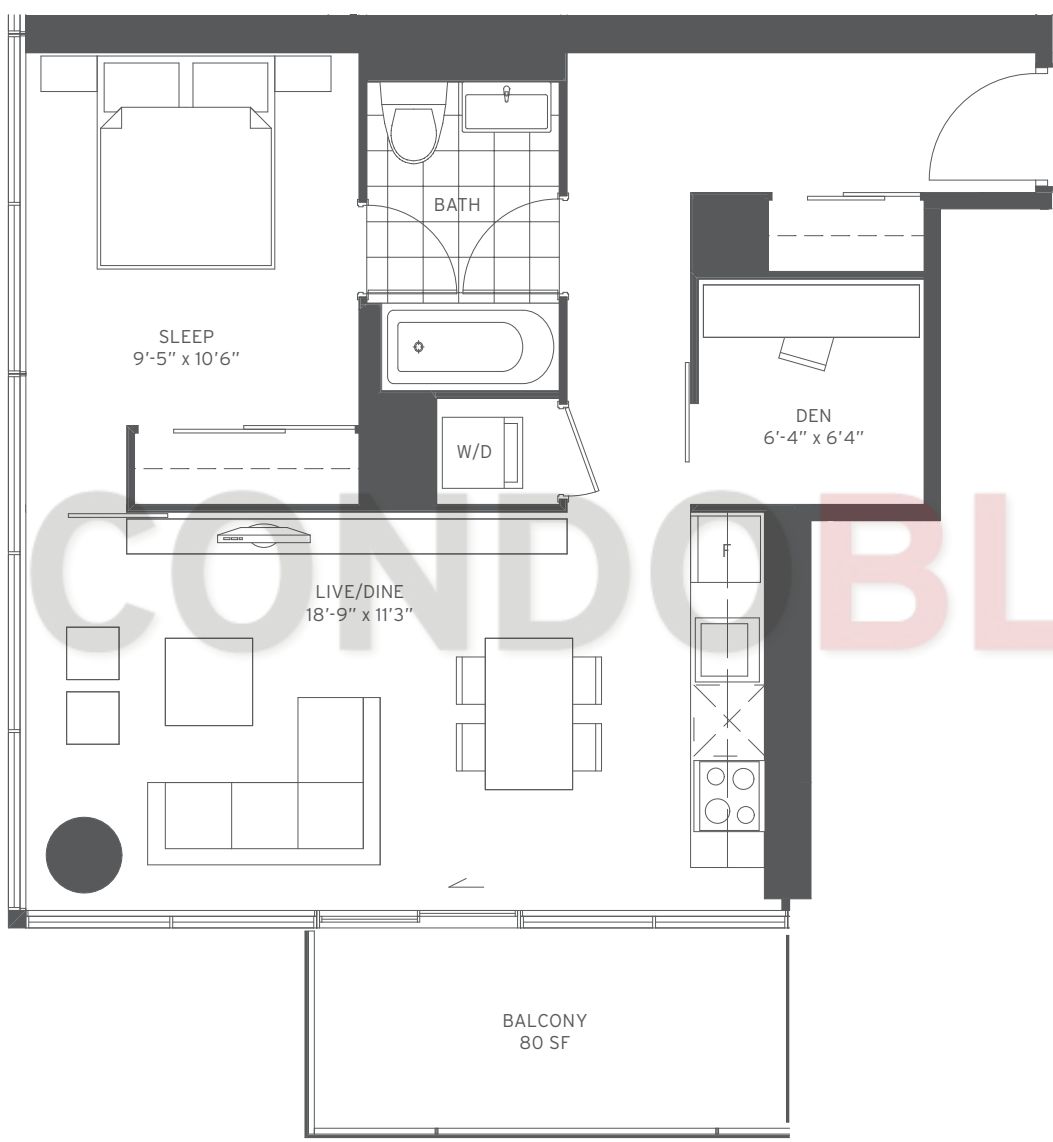 BATH
SLEEP
9'-5" x 10'6"
DEN
6'-4" x 6'4"
W/D
F
LIVE/DINE
18'-9" x 11'3"
CONDOBL
BALCONY
80 SF